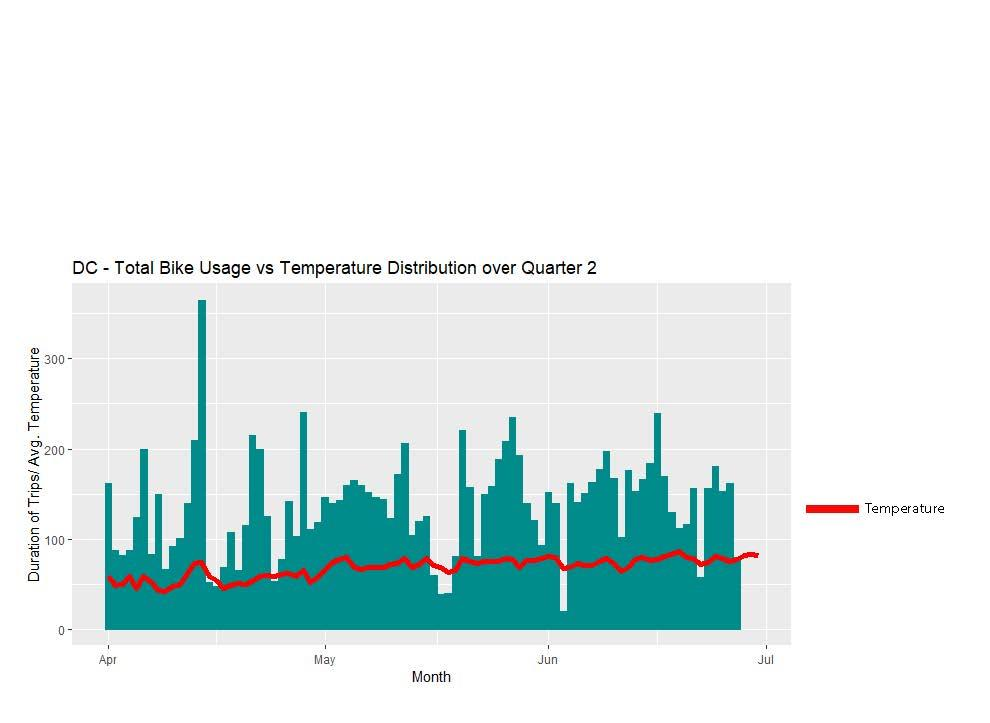 DC - Total Bike Usage vs Temperature Distribution over Quarter 2
Duration of Trips/ Avg. Temperature
300
200
100
0
Apr
May
Jun
Jul
Month
Temperature